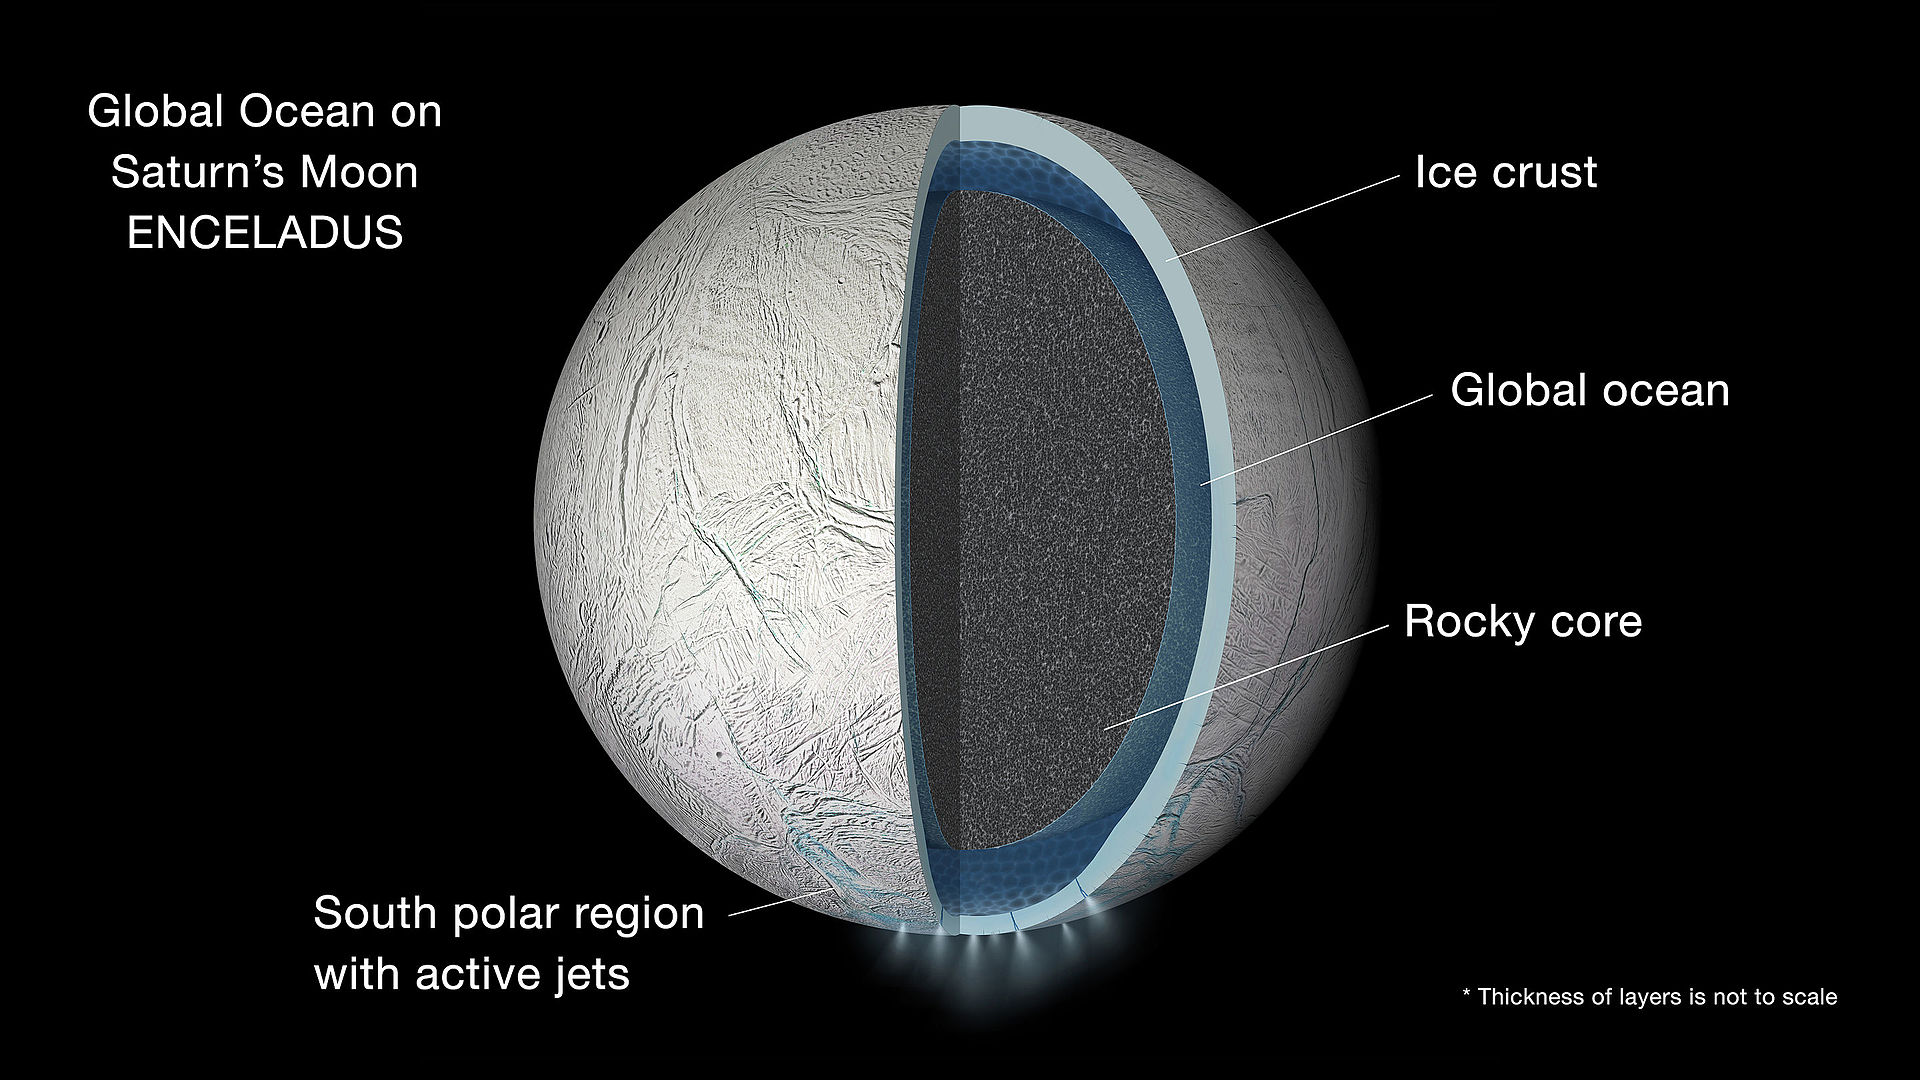 Global Ocean on
Saturn’s Moon
ENCELADUS
Ice crust
Global ocean
Rocky core
South polar region
with active jets
* Thickness of layers is not to scale